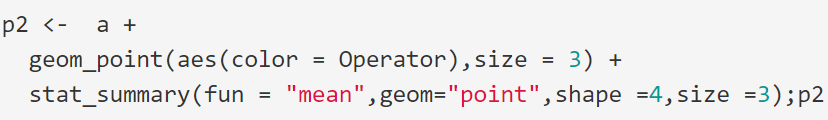 p2 <-  a +
  geom_point(aes(color = Operator),size = 3) +
  stat_summary(fun = "mean",geom="point",shape =4,size =3);p2